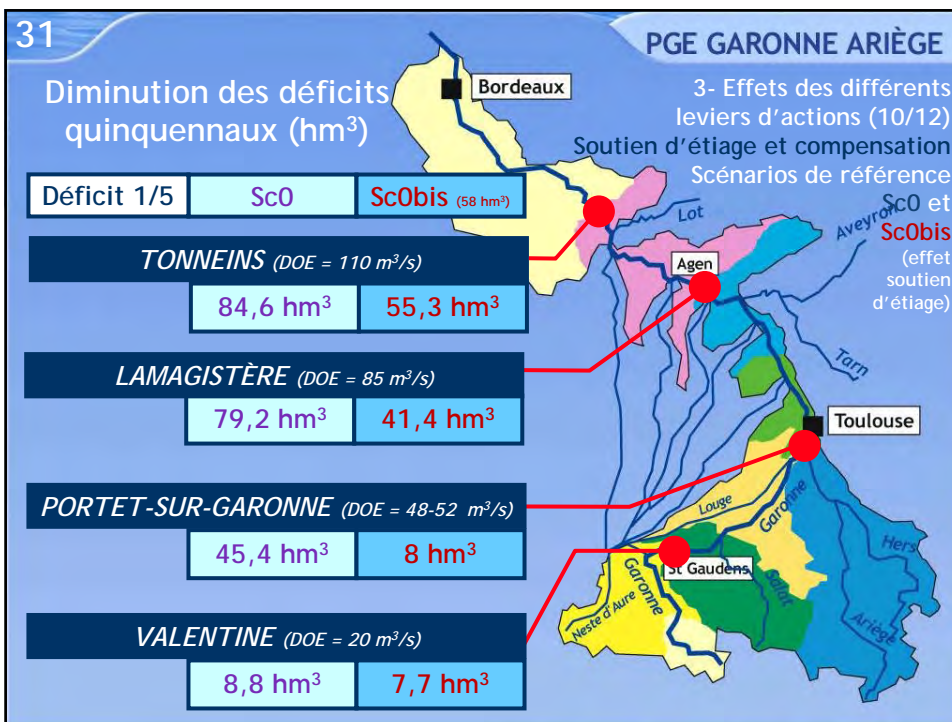 31
PGE GARONNE ARIÈGE
Diminution des déficits
quinquennaux (hm³)
3- Effets des différents
leviers d'actions (10/12)
Soutien d'étiage et compensation
Scénarios de référence
Sc0 et
Sc0bis
(effet
soutien
d'étiage)
Déficit 1/5 Sc0 Sc0bis (58 hm³)
TONNEINS (DOE = 110 m³/s)
84,6 hm³ 55,3 hm³
LAMAGISTÈRE (DOE = 85 m³/s)
79,2 hm³ 41,4 hm³
PORTET-SUR-GARONNE (DOE = 48-52 m³/s)
45,4 hm³ 8 hm³
VALENTINE (DOE = 20 m³/s)
8,8 hm³ 7,7 hm³
Bordeaux
Lot
Aveyron
Agen
Tarn
Toulouse
Louge
Garonne
Hers
St Gaudens
Salat
Garonne
Neste d'Aure
Ariège